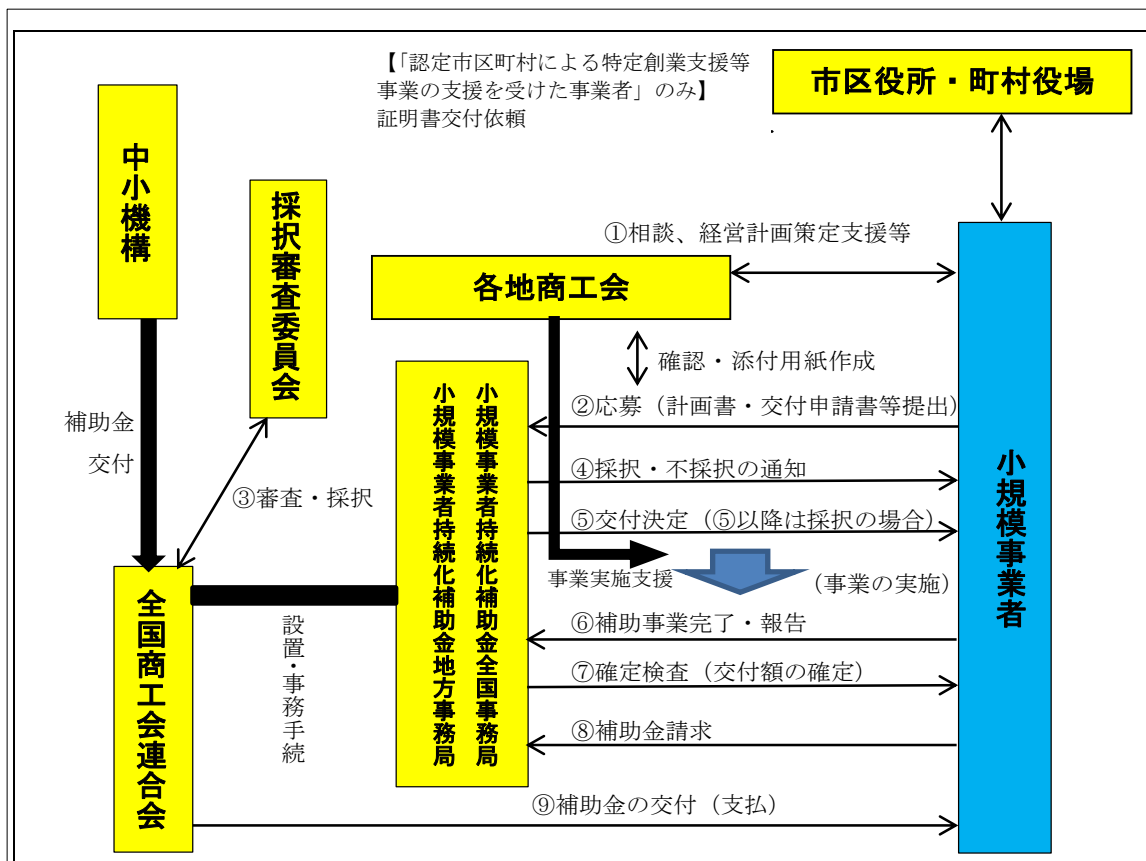 【「認定市区町村による特定創業支援等
事業の支援を受けた事業者」のみ】
証明書交付依頼
市区役所・町村役場
中小機構
採択審査委員会
①相談、経営計画策定支援等
各地商工会
確認・添付用紙作成
補助金
交付
③審査・採択
②応募（計画書・交付申請書等提出）
④採択・不採択の通知
⑤交付決定（⑤以降は採択の場合）
事業実施支援
（事業の実施）
小規模事業者持続化補助金全国事務局
小規模事業者持続化補助金地方事務局
小規模事業者
全国商工会連合会
設置・事務手続
⑥補助事業完了・報告
⑦確定検査（交付額の確定）
⑧補助金請求
⑨補助金の交付（支払）